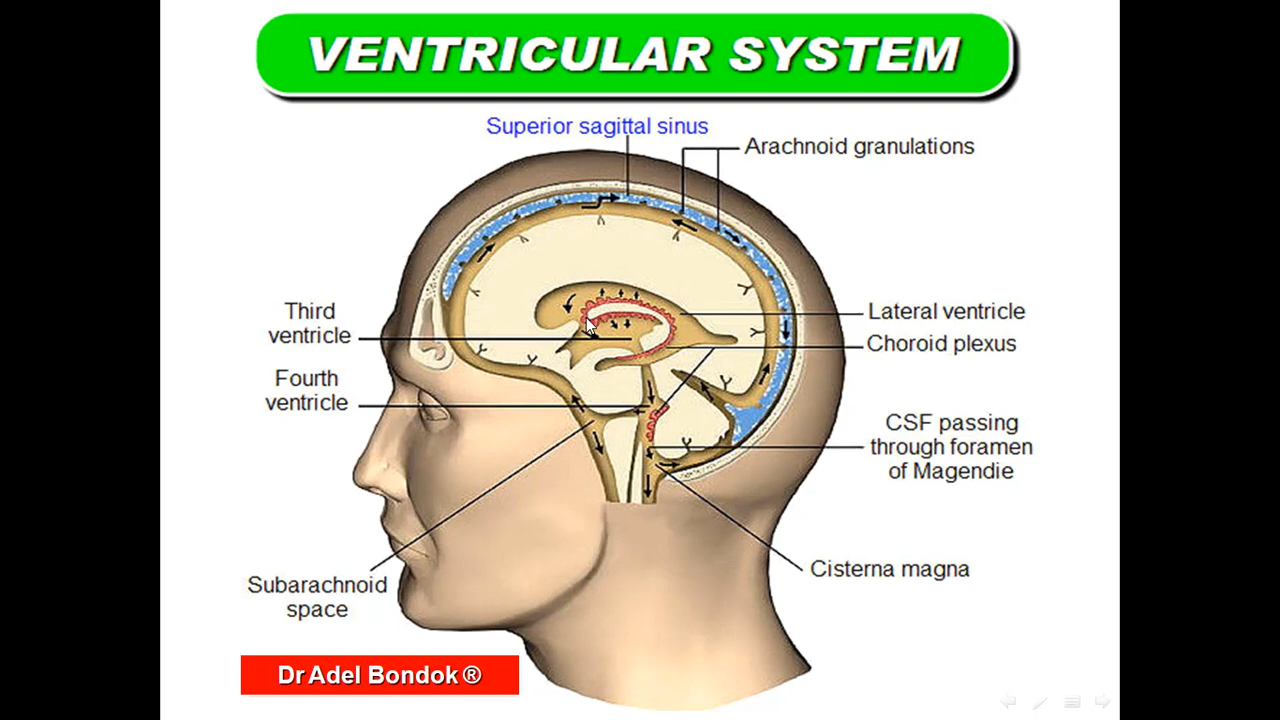 VENTRICULAR SYSTEM
Superior sagittal sinus
Arachnoid granulations
Third
ventricle
Lateral ventricle
Choroid plexus
Fourth
ventricle
CSF passing
through foramen
of Magendie
Cisterna magna
Subarachnoid
space
Dr Adel Bondok ®